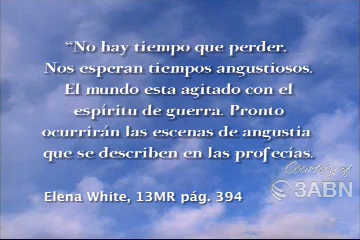 “No hay tiempo que perder.
Nos esperan tiempos angustiosos.
El mundo esta agitado con el
espíritu de guerra. Pronto
ocurrirán las escenas de angustia
que se describen en las profecías.
Courtesy of
3ABN
Elena White, 13MR pág. 394